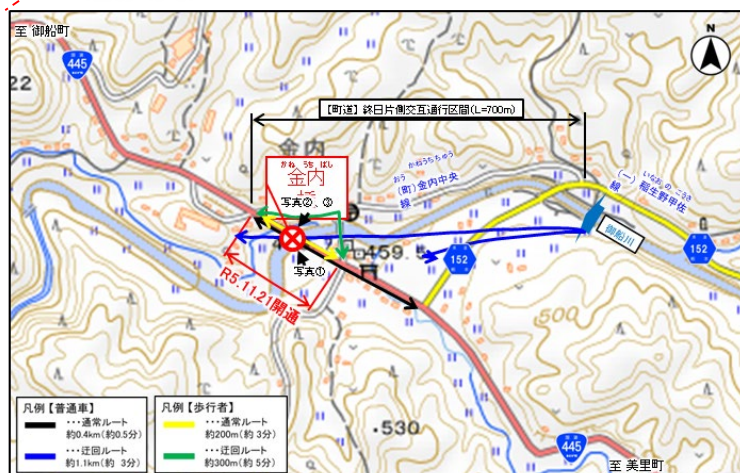 至 御船町
N
445
22
【町道】終日片側交互通行区間(L=700m)
金内
かね うち ばし
金内
写真②、③
おう かねうちちゅう
(町)金内中央
線
いなお の こうさ
(一)稲生野甲佐
線
御船川
152
152
459.
写真①
R5.11.21開通
500
・530
凡例【普通車】
・・・通常ルート
約0.4km(約0.5分)
・・・迂回ルート
約1.1km(約 3分)
凡例【歩行者】
・・・通常ルート
約200m(約 3分)
・・・迂回ルート
約300m(約 5分)
445
至 美里町